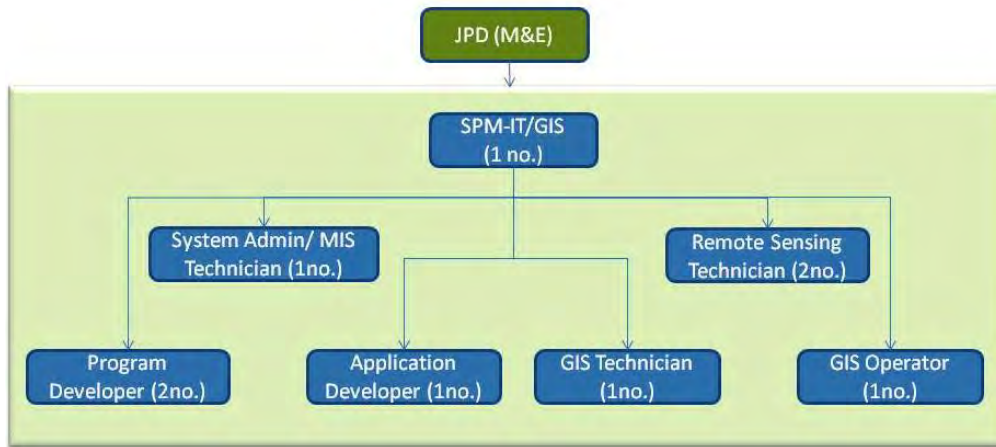 JPD (M&E)
SPM-IT/GIS
(1 no.)
System Admin/ MIS
Technician (1no.)
Remote Sensing
Technician (2no.)
Program
Developer (2no.)
Application
Developer (1no.)
GIS Technician
(1no.)
GIS Operator
(1no.)